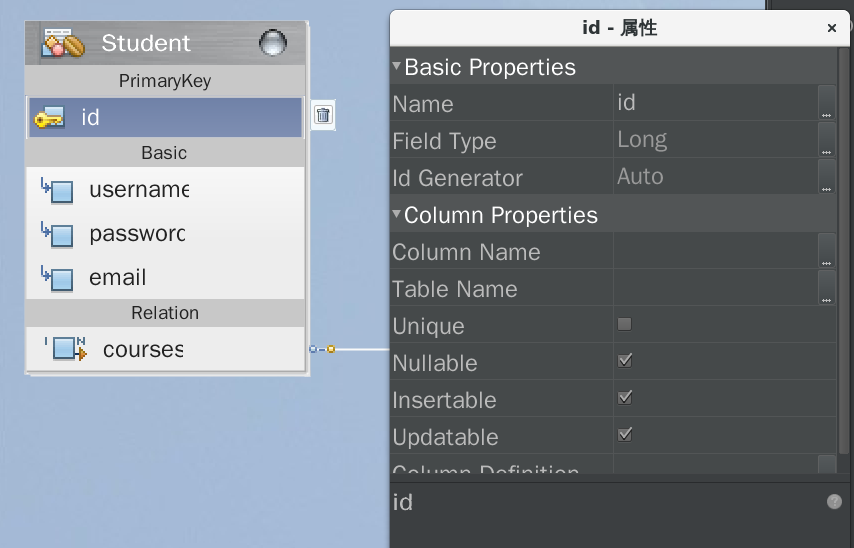 Student
PrimaryKey
id
Basic
username
password
email
Relation
courses
id - 属性
Basic Properties
Name id
Field Type Long
Id Generator Auto
Column Properties
Column Name
Table Name
Unique
Nullable
Insertable
Updatable
Column Definition
id